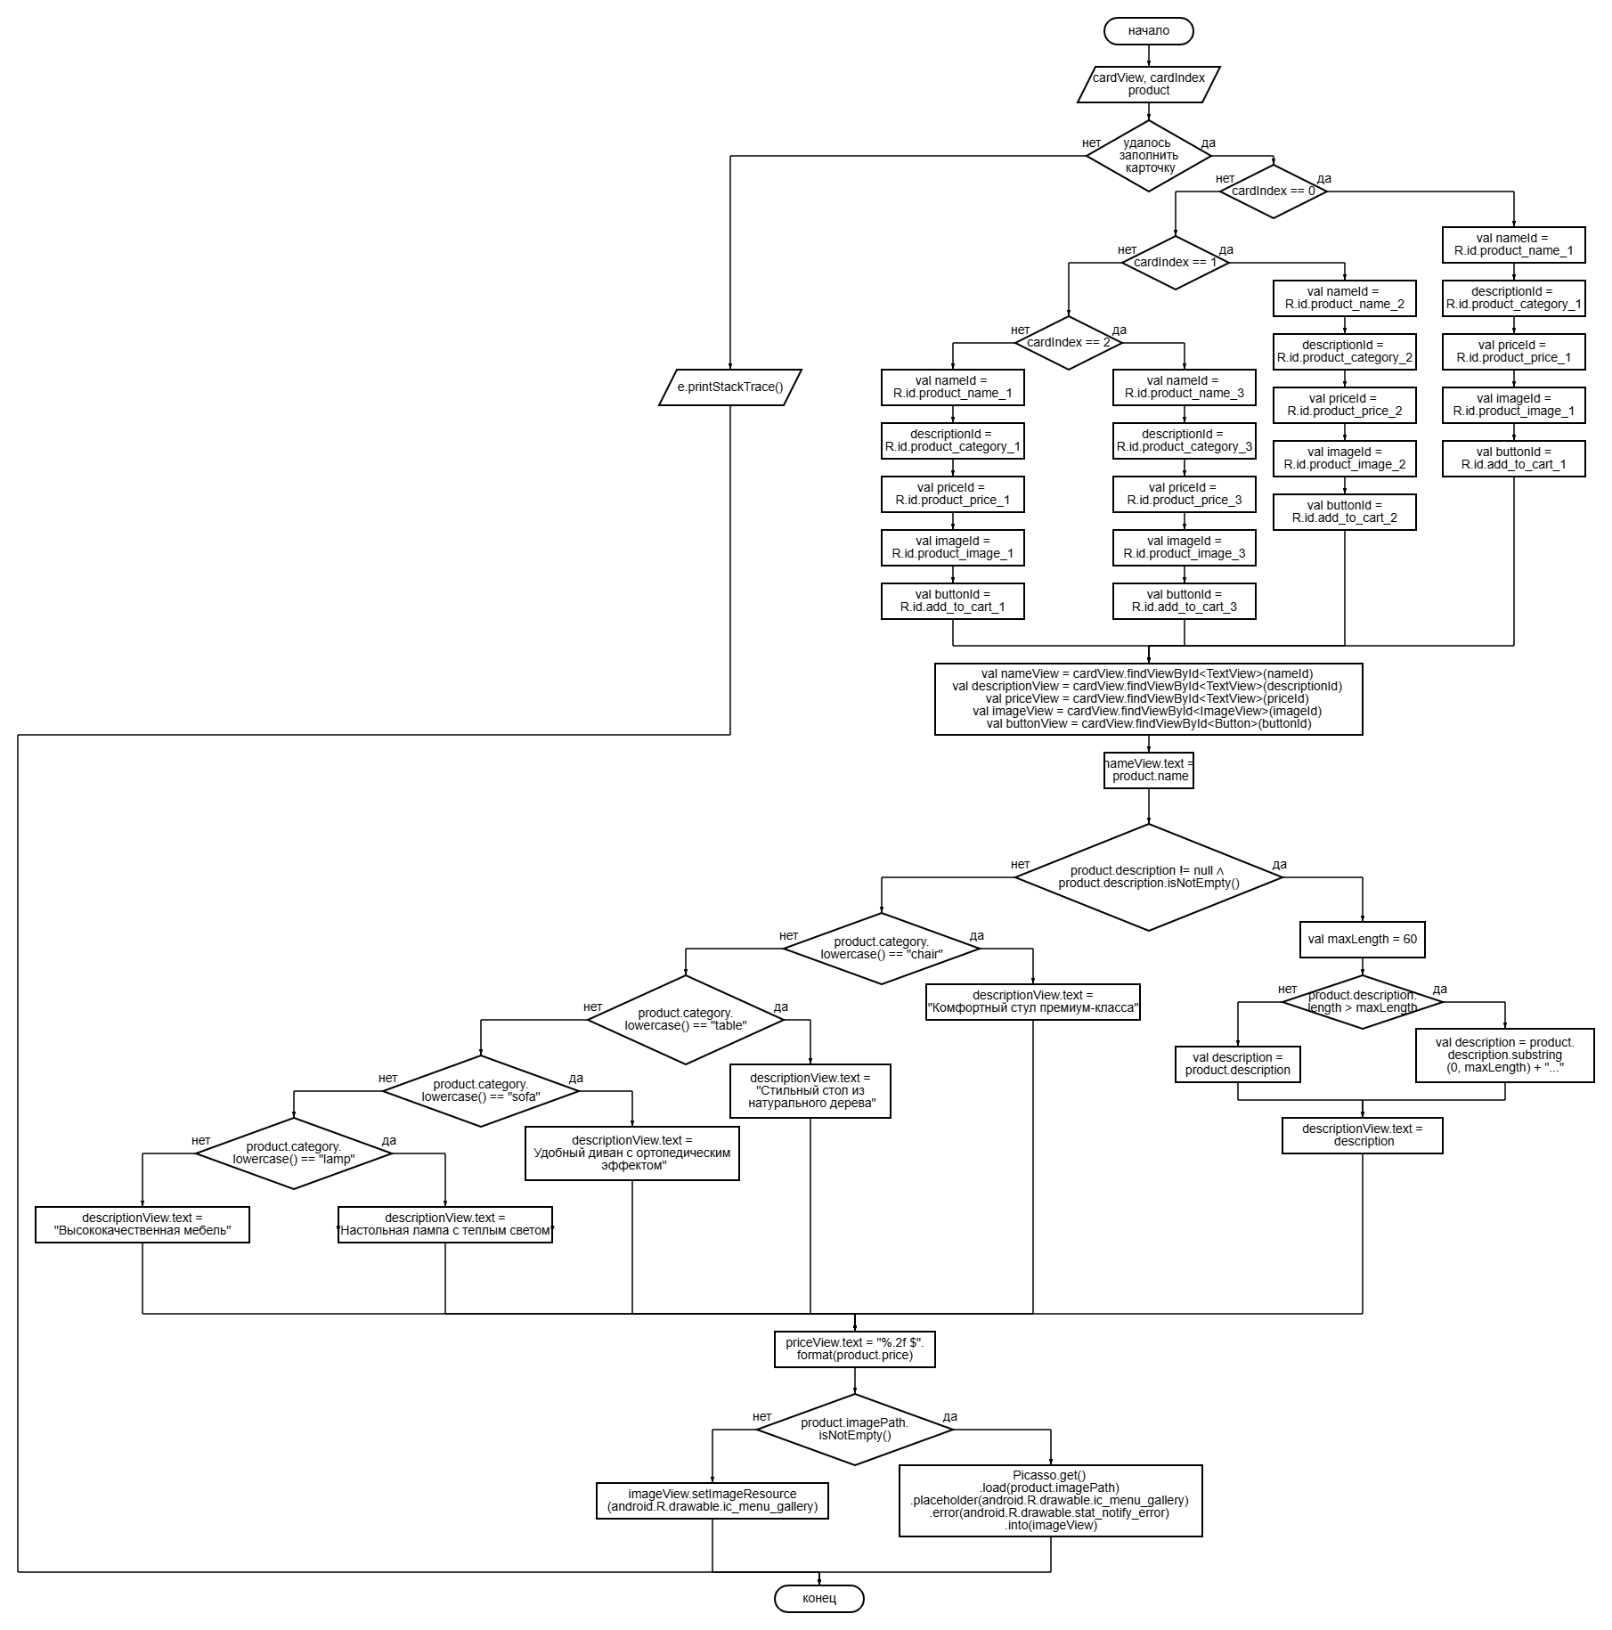 начало
cardView, cardIndex
product
нет
да
удалось
заполнить
карточку
нет
да
cardIndex == 0
нет
да
cardIndex == 1
нет
да
cardIndex == 2
val nameId =
R.id.product_name_1
descriptionId =
R.id.product_category_1
val priceId =
R.id.product_price_1
val imageId =
R.id.product_image_1
val buttonId =
R.id.add_to_cart_1
val nameId =
R.id.product_name_2
descriptionId =
R.id.product_category_2
val priceId =
R.id.product_price_2
val imageId =
R.id.product_image_2
val buttonId =
R.id.add_to_cart_2
e.printStackTrace()
val nameId =
R.id.product_name_1
descriptionId =
R.id.product_category_1
val priceId =
R.id.product_price_1
val imageId =
R.id.product_image_1
val buttonId =
R.id.add_to_cart_1
val nameId =
R.id.product_name_3
descriptionId =
R.id.product_category_3
val priceId =
R.id.product_price_3
val imageId =
R.id.product_image_3
val buttonId =
R.id.add_to_cart_3
val nameView = cardView.findViewById<TextView>(nameId)
val descriptionView = cardView.findViewById<TextView>(descriptionId)
val priceView = cardView.findViewById<TextView>(priceId)
val imageView = cardView.findViewById<ImageView>(imageId)
val buttonView = cardView.findViewById<Button>(buttonId)
nameView.text =
product.name
нет
да
product.description != null ∧
product.description.isNotEmpty()
нет
да
product.category.
lowercase() == "chair"
val maxLength = 60
нет
да
product.category.
lowercase() == "table"
descriptionView.text =
"Комфортный стул премиум-класса"
нет
да
product.description.
length > maxLength
val description =
product.description
val description = product.
description.substring
(0, maxLength) + "..."
descriptionView.text =
description
нет
да
product.category.
lowercase() == "sofa"
descriptionView.text =
"Стильный стол из
натурального дерева"
нет
да
product.category.
lowercase() == "lamp"
descriptionView.text =
Удобный диван с ортопедическим
эффектом"
descriptionView.text =
"Высококачественная мебель"
descriptionView.text =
"Настольная лампа с теплым светом"
priceView.text = "%.2f $".
format(product.price)
нет
да
product.imagePath.
isNotEmpty()
imageView.setImageResource
(android.R.drawable.ic_menu_gallery)
Picasso.get()
.load(product.imagePath)
.placeholder(android.R.drawable.ic_menu_gallery)
.error(android.R.drawable.stat_notify_error)
.into(imageView)
конец